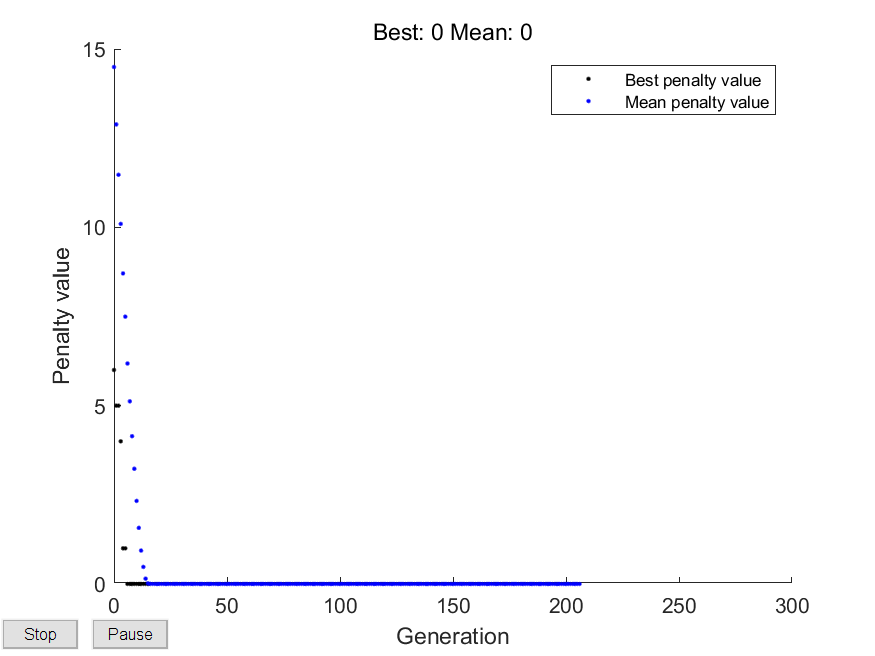 Best: 0 Mean: 0
Best penalty value
Mean penalty value
15
10
5
0
Penalty value
0 50 100 150 200 250 300
Generation
Stop Pause